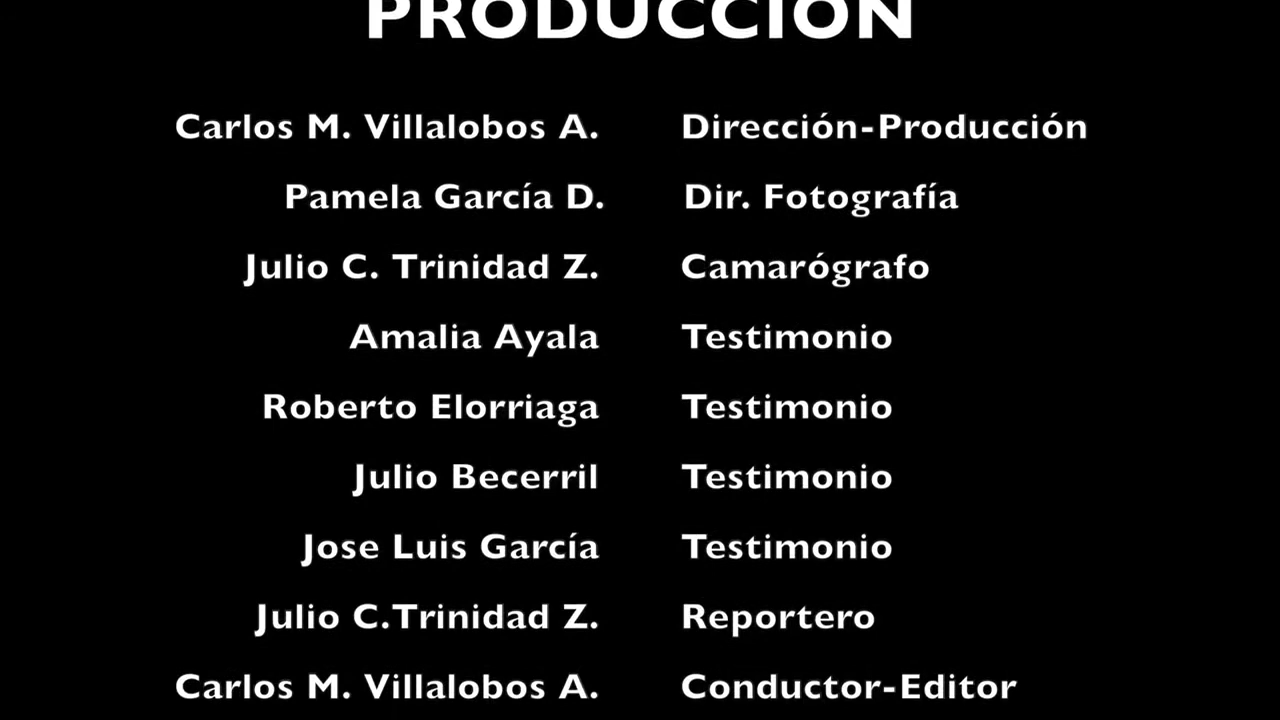 PRODUCCIÓN
Carlos M. Villalobos A. Dirección-Producción
Pamela García D. Dir. Fotografía
Julio C. Trinidad Z. Camarógrafo
Amalia Ayala Testimonio
Roberto Elorriaga Testimonio
Julio Becerril Testimonio
Jose Luis García Testimonio
Julio C.Trinidad Z. Reportero
Carlos M. Villalobos A. Conductor-Editor